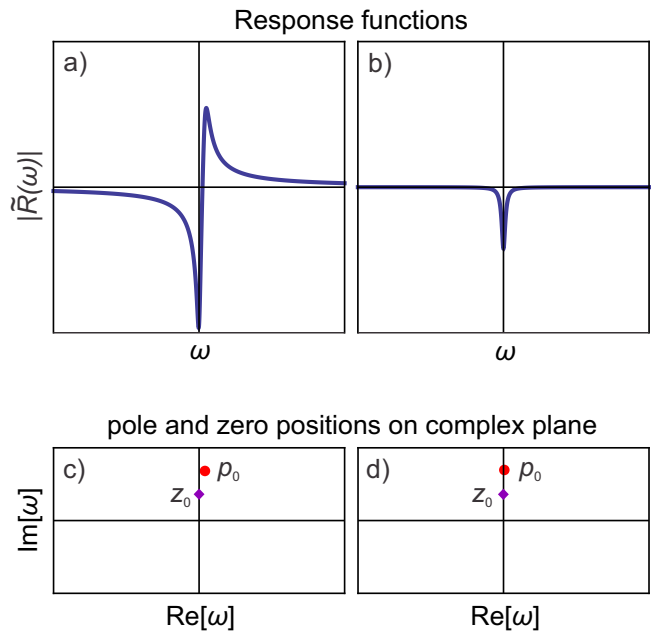 Response functions
a)
b)
|R̃(ω)|
ω
ω
pole and zero positions on complex plane
c)
p₀
z₀
d)
p₀
z₀
Im[ω]
Re[ω]
Re[ω]